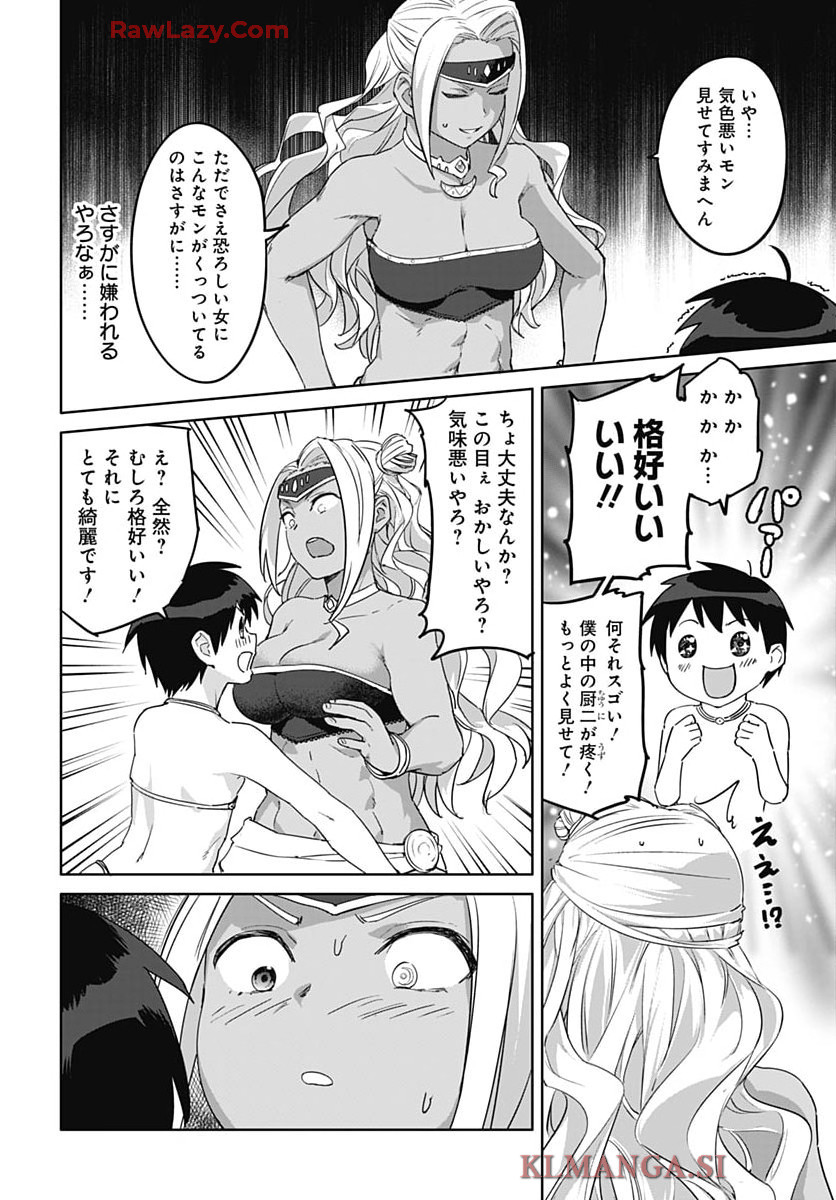 RawLazy.Com
いや…
気色悪いモン
見せてすみまへん
ただでさえ恐ろしい女に
こんなモンがくっついてる
のはさすがに……
さすがに嫌われる
やろなぁ……
かか
かかか…
格好いい
いい!!
パァー
何それスゴい!
僕の中の厨二が疼く!
ちゅうに
うず
もっとよく見せて!
ええ…!?
ちょ大丈夫なんか?
この目ぇ おかしいやろ?
気味悪いやろ?
え? 全然?
むしろ格好いい!
それに
とても綺麗です!
KLMANGA.SI